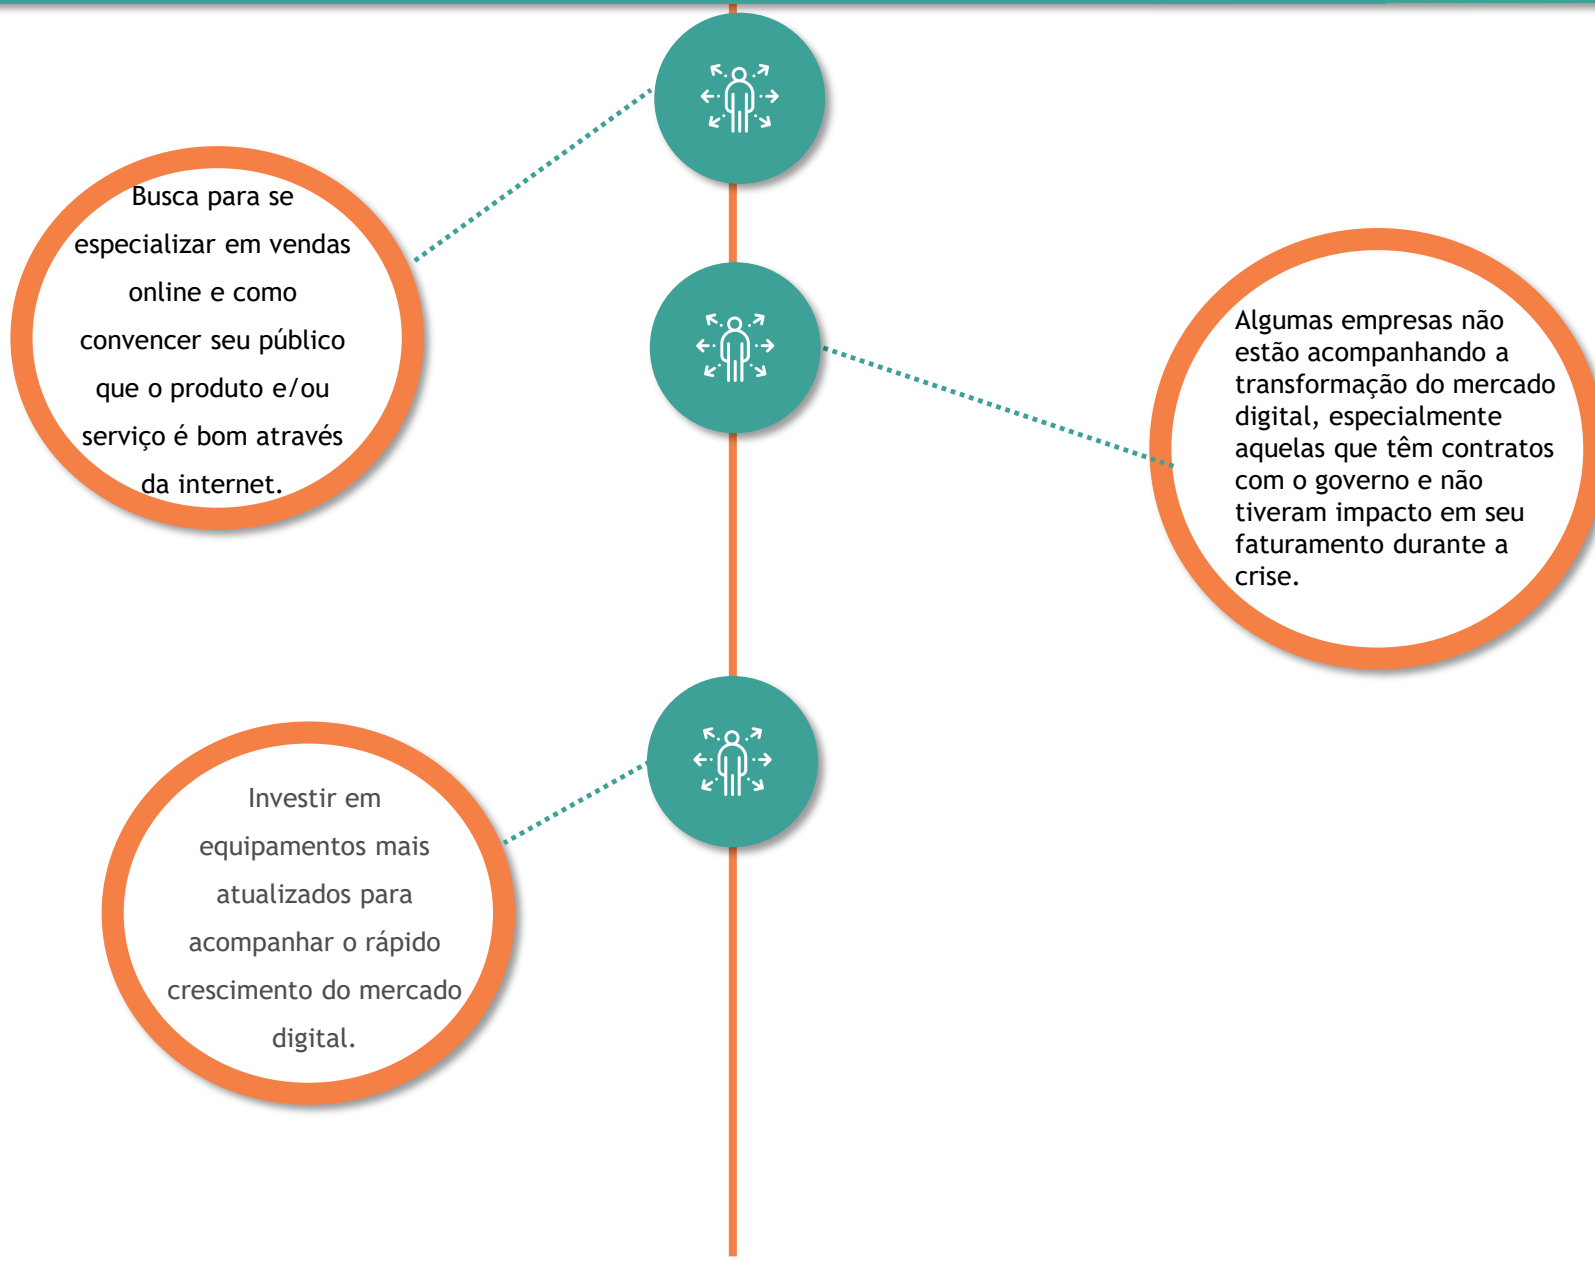 Busca para se
especializar em vendas
online e como
convencer seu público
que o produto e/ou
serviço é bom através
da internet.
Algumas empresas não
estão acompanhando a
transformação do mercado
digital, especialmente
aquelas que têm contratos
com o governo e não
tiveram impacto em seu
faturamento durante a
crise.
Investir em
equipamentos mais
atualizados para
acompanhar o rápido
crescimento do mercado
digital.